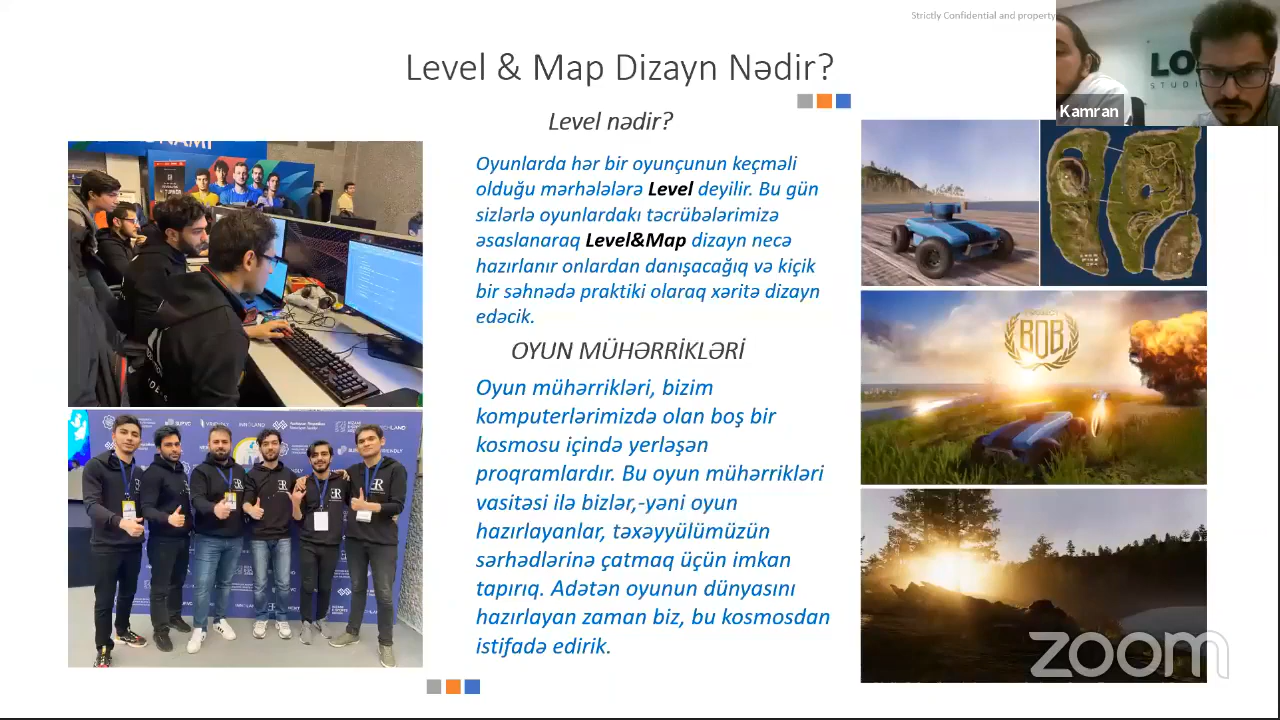 Strictly Confidential and property
Level & Map Dizayn Nədir?
LO
STUDI
Kamran
Level nədir?
Oyunlarda hər bir oyunçunun keçməli
olduğu mərhələlərə Level deyilir. Bu gün
sizlərlə oyunlardakı təcrübələrimizə
əsaslanaraq Level&Map dizayn necə
hazırlanır onlardan danışacağıq və kiçik
bir səhnədə praktiki olaraq xəritə dizayn
edəcik.
OYUN MÜHƏRRİKLƏRİ
Oyun mühərrikləri, bizim
komputerlərimizdə olan boş bir
kosmosu içində yerləşən
proqramlardır. Bu oyun mühərrikləri
vasitəsi ilə bizlər,-yəni oyun
hazırlayanlar, təxəyyülümüzün
sərhədlərinə çatmaq üçün imkan
tapırıq. Adətən oyunun dünyasını
hazırlayan zaman biz, bu kosmosdan
istifadə edirik.
BOB
zoom